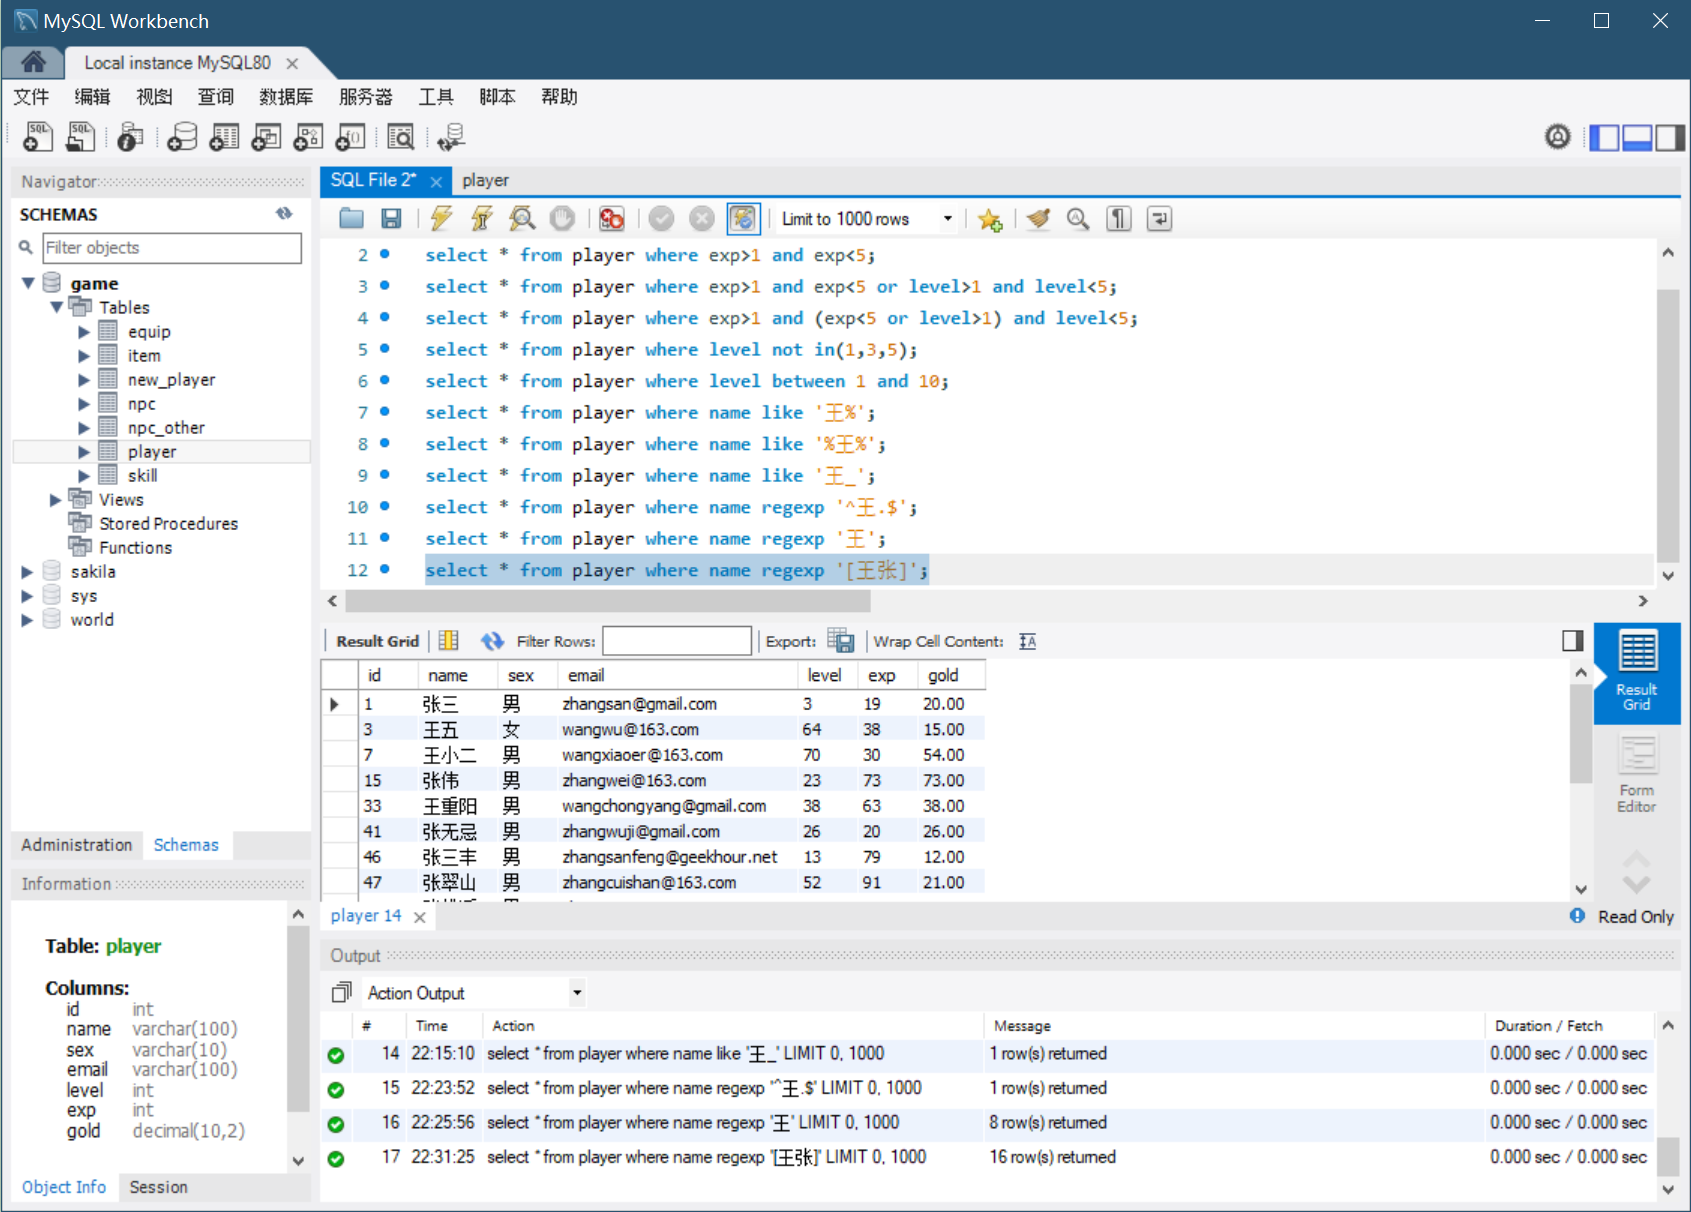 MySQL Workbench
Local instance MySQL80
文件 编辑 视图 查询 数据库 服务器 工具 脚本 帮助
Navigator
SCHEMAS
Filter objects
game
Tables
equip
item
new_player
npc
npc_other
player
skill
Views
Stored Procedures
Functions
sakila
sys
world
Administration Schemas
Information
Table: player
Columns:
id int
name varchar(100)
sex varchar(10)
email varchar(100)
level int
exp int
gold decimal(10,2)
Object Info Session
SQL File 2* player
Limit to 1000 rows
2 select * from player where exp>1 and exp<5;
3 select * from player where exp>1 and exp<5 or level>1 and level<5;
4 select * from player where exp>1 and (exp<5 or level>1) and level<5;
5 select * from player where level not in(1,3,5);
6 select * from player where level between 1 and 10;
7 select * from player where name like '王%';
8 select * from player where name like '%王%';
9 select * from player where name like '王_';
10 select * from player where name regexp '^王.$';
11 select * from player where name regexp '王';
12 select * from player where name regexp '[王张]';
Result Grid Filter Rows: Export: Wrap Cell Content:
id name sex email level exp gold
1 张三 男 zhangsan@gmail.com 3 19 20.00
3 王五 女 wangwu@163.com 64 38 15.00
7 王小二 男 wangxiaoer@163.com 70 30 54.00
15 张伟 男 zhangwei@163.com 23 73 73.00
33 王重阳 男 wangchongyang@gmail.com 38 63 38.00
41 张无忌 男 zhangwuji@gmail.com 26 20 26.00
46 张三丰 男 zhangsanfeng@geekhour.net 13 79 12.00
47 张翠山 男 zhangcuishan@163.com 52 91 21.00
Result
Grid
Form
Editor
player 14
Read Only
Output
Action Output
# Time Action Message Duration / Fetch
14 22:15:10 select * from player where name like '王_' LIMIT 0, 1000 1 row(s) returned 0.000 sec / 0.000 sec
15 22:23:52 select * from player where name regexp '^王.$' LIMIT 0, 1000 1 row(s) returned 0.000 sec / 0.000 sec
16 22:25:56 select * from player where name regexp '王' LIMIT 0, 1000 8 row(s) returned 0.000 sec / 0.000 sec
17 22:31:25 select * from player where name regexp '[王张]' LIMIT 0, 1000 16 row(s) returned 0.000 sec / 0.000 sec